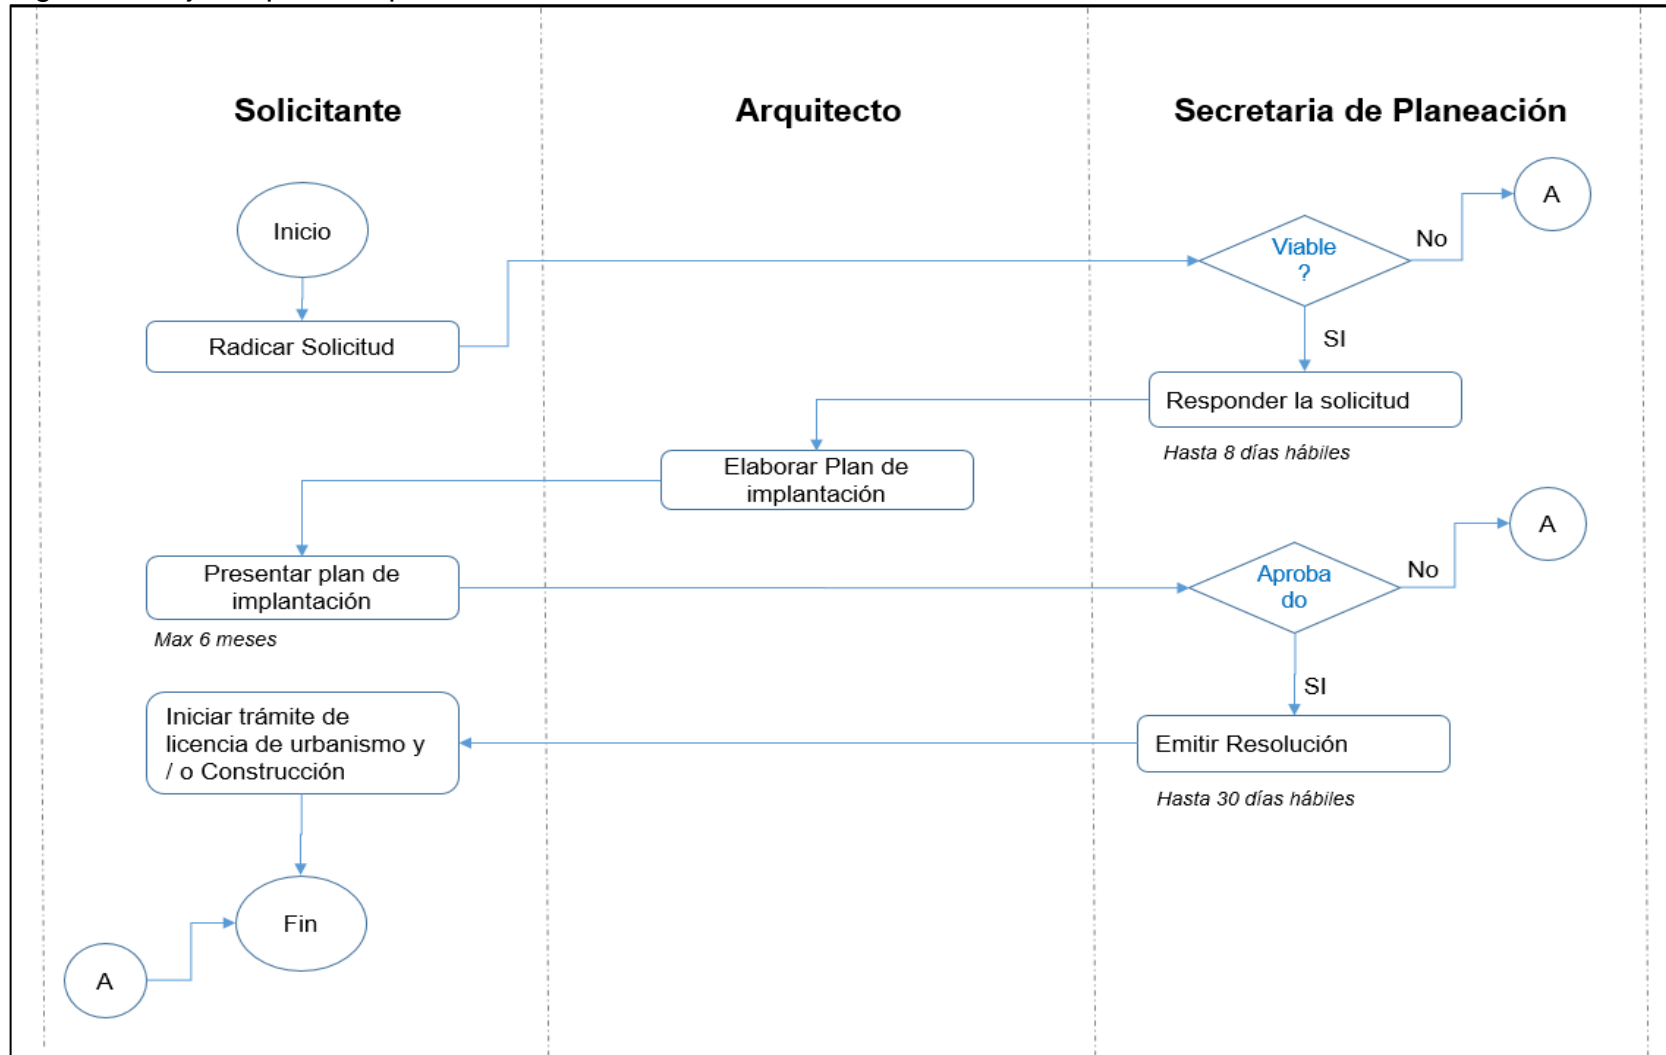 Solicitante
Arquitecto
Secretaria de Planeación
Inicio
A
Viable
?
No
Radicar Solicitud
SI
Responder la solicitud
Hasta 8 días hábiles
Elaborar Plan de
implantación
A
Presentar plan de
implantación
Aproba
do
No
Max 6 meses
SI
Iniciar trámite de
licencia de urbanismo y
/ o Construcción
Emitir Resolución
Hasta 30 días hábiles
Fin
A